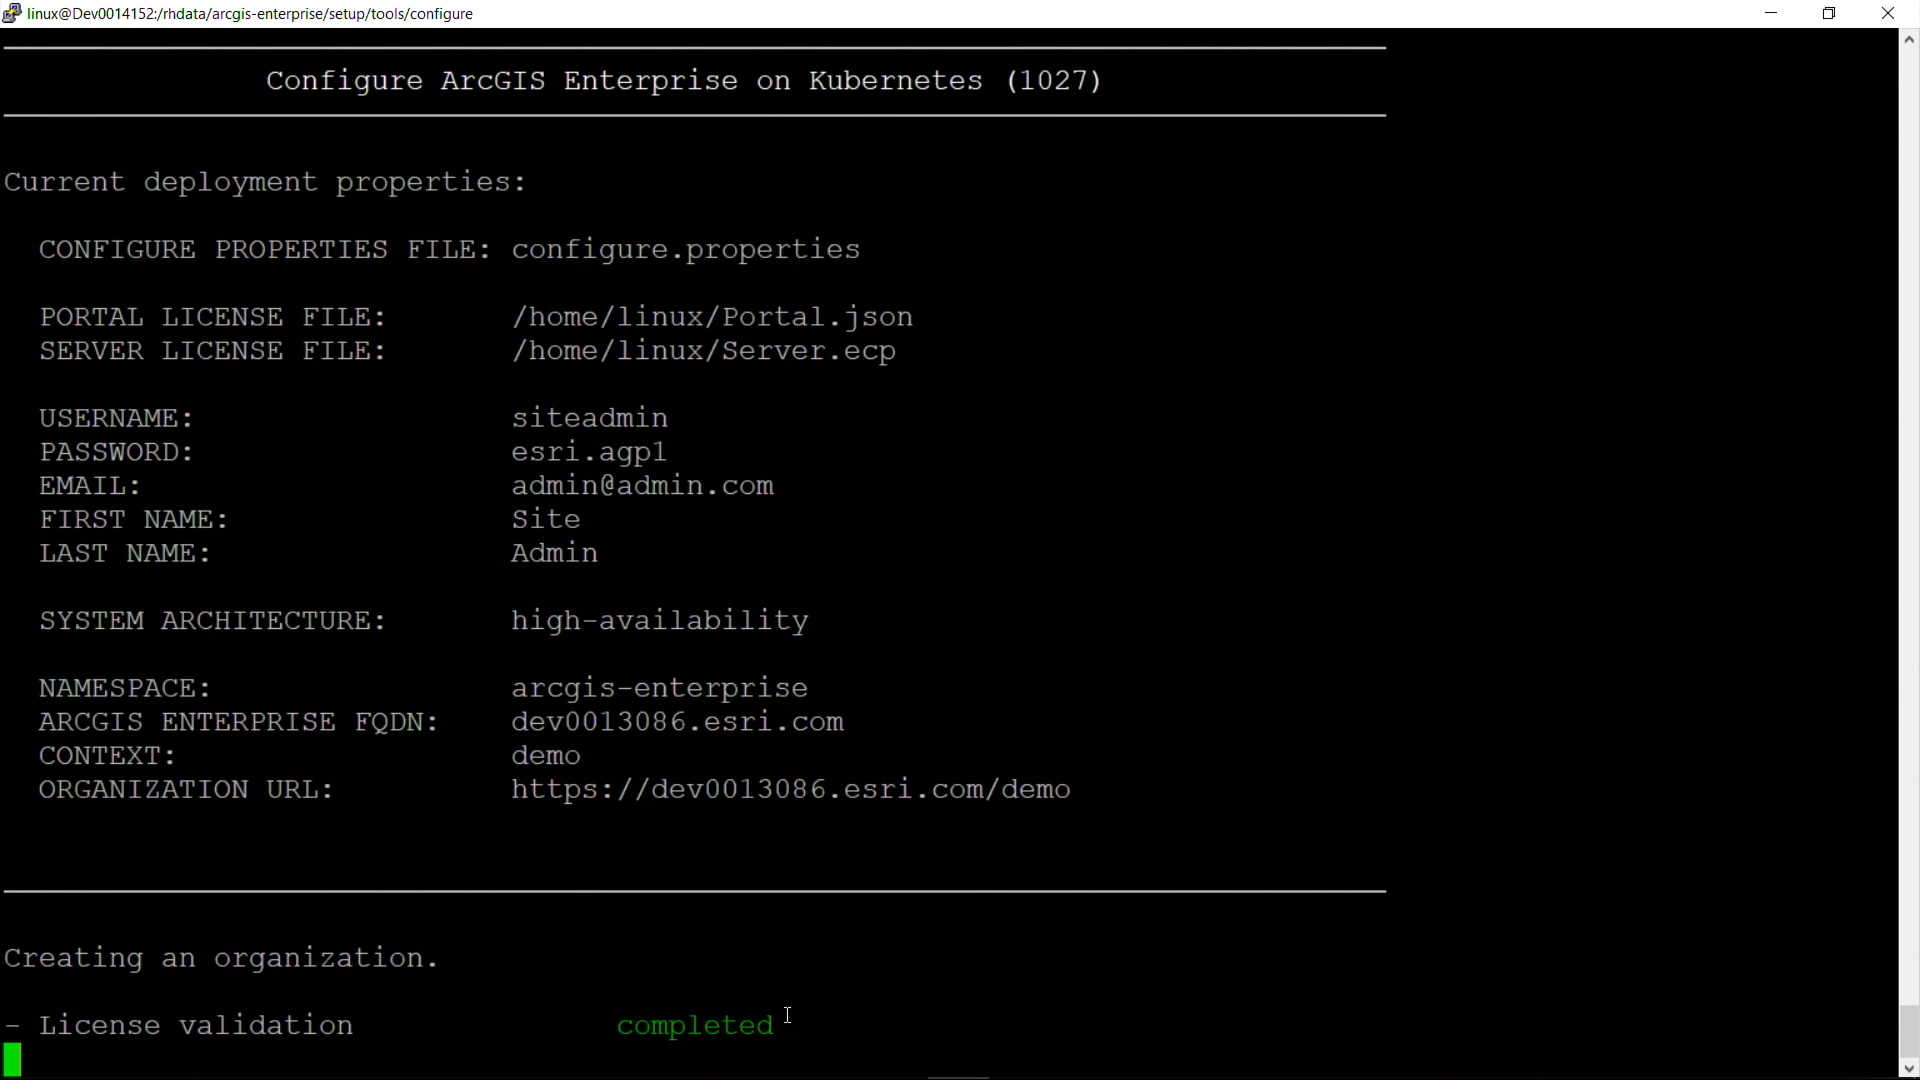 linux@Dev0014152:/rhdata/arcgis-enterprise/setup/tools/configure
Configure ArcGIS Enterprise on Kubernetes (1027)
Current deployment properties:
CONFIGURE PROPERTIES FILE: configure.properties
PORTAL LICENSE FILE: /home/linux/Portal.json
SERVER LICENSE FILE: /home/linux/Server.ecp
USERNAME: siteadmin
PASSWORD: esri.agp1
EMAIL: admin@admin.com
FIRST NAME: Site
LAST NAME: Admin
SYSTEM ARCHITECTURE: high-availability
NAMESPACE: arcgis-enterprise
ARCGIS ENTERPRISE FQDN: dev0013086.esri.com
CONTEXT: demo
ORGANIZATION URL: https://dev0013086.esri.com/demo
Creating an organization.
- License validation completed